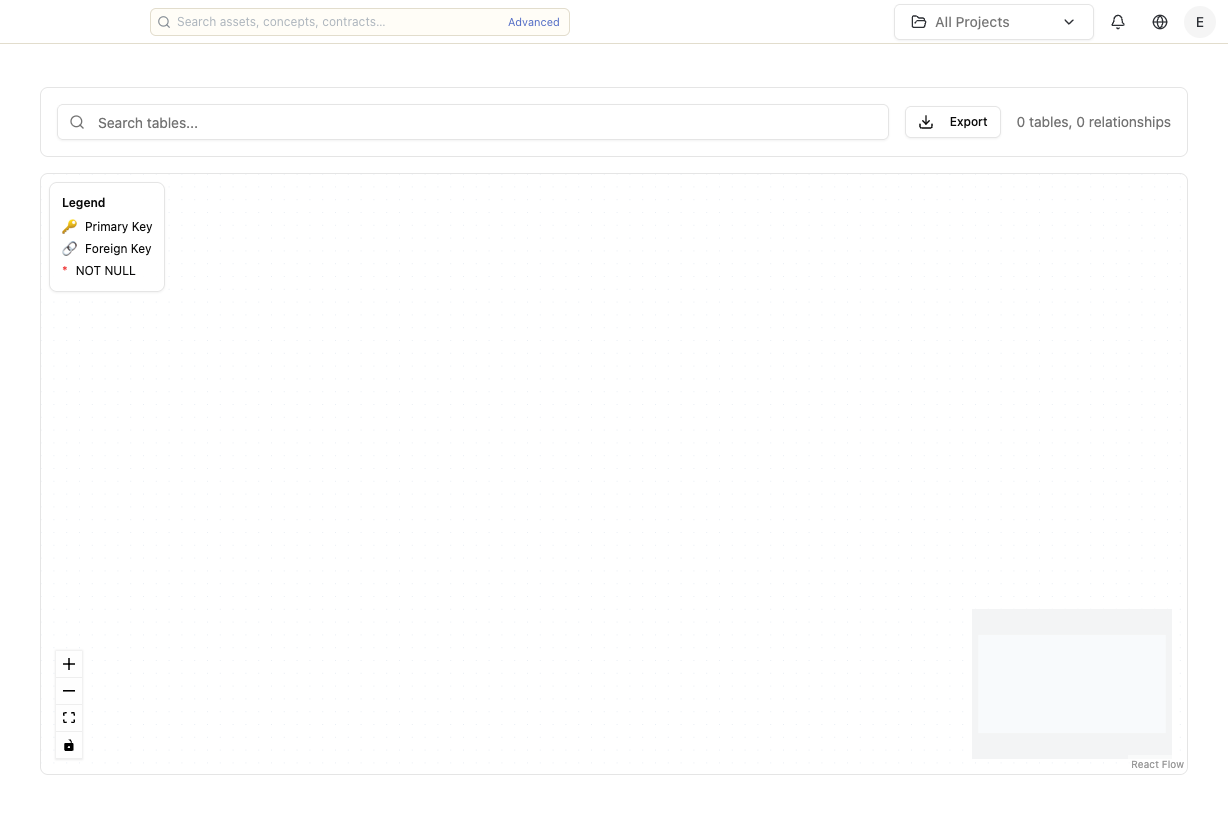 Search assets, concepts, contracts...
Advanced
All Projects
E
Search tables...
Export
0 tables, 0 relationships
Legend
Primary Key
Foreign Key
* NOT NULL
React Flow